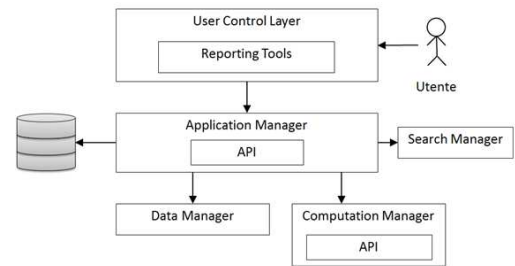 User Control Layer
Reporting Tools
Utente
Application Manager
API
Search Manager
Data Manager
Computation Manager
API